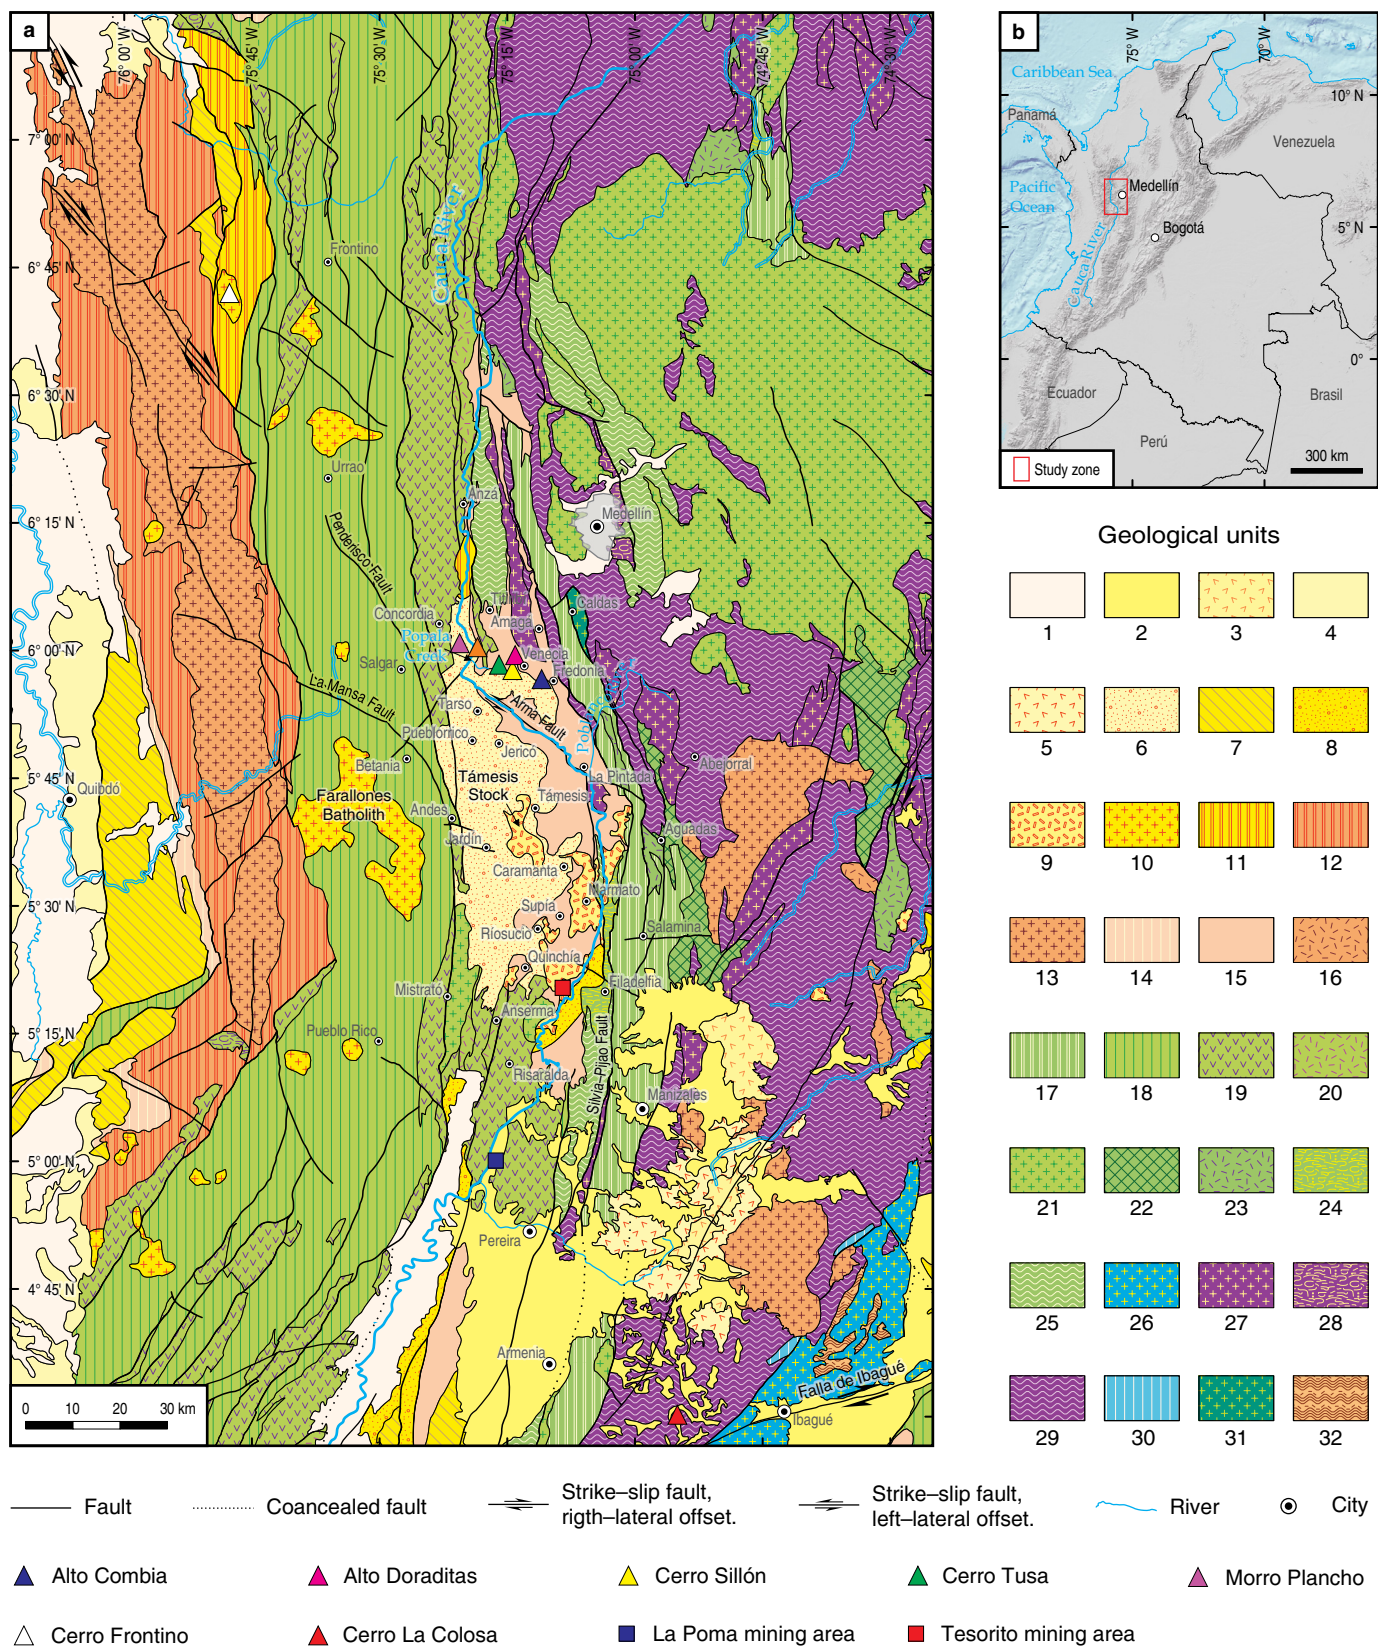 a
76° 00' W
75° 45' W
75° 30' W
75° 15' W
75° 00' W
74° 45' W
74° 30' W
7° 00' N
6° 45' N
6° 30' N
6° 15' N
6° 00' N
5° 45' N
5° 30' N
5° 15' N
5° 00' N
4° 45' N
Cauca River
Frontino
Urrao
Penderisco Fault
Anzá
Medellín
Concordia
Caldas
Amagá
Popala
Creek
Venecia
Salgar
Fredonia
La Mansa Fault
Tarso
Arma Fault
Pueblorrico
Jericó
Betania
La Pintada
Abejorral
Quibdó
Támesis
Stock
Támesis
Farallones
Batholith
Andes
Aguadas
Jardín
Caramanta
Marmato
Supía
Salamina
Ríosucio
Quinchía
Mistrató
Filadelfia
Anserma
Pueblo Rico
Silvia–Pijao Fault
Risaralda
Manizales
Pereira
Armenia
Falla de Ibagué
Ibagué
0 10 20 30 km
b
75° W
70° W
Caribbean Sea
10° N
Panamá
Venezuela
Pacific
Ocean
Medellín
5° N
Bogotá
Cauca River
0°
Ecuador
Brasil
Perú
300 km
Study zone
Geological units
1 2 3 4
5 6 7 8
9 10 11 12
13 14 15 16
17 18 19 20
21 22 23 24
25 26 27 28
29 30 31 32
Fault
Coancealed fault
Strike–slip fault,
rigth–lateral offset.
Strike–slip fault,
left–lateral offset.
River
City
Alto Combia
Alto Doraditas
Cerro Sillón
Cerro Tusa
Morro Plancho
Cerro Frontino
Cerro La Colosa
La Poma mining area
Tesorito mining area